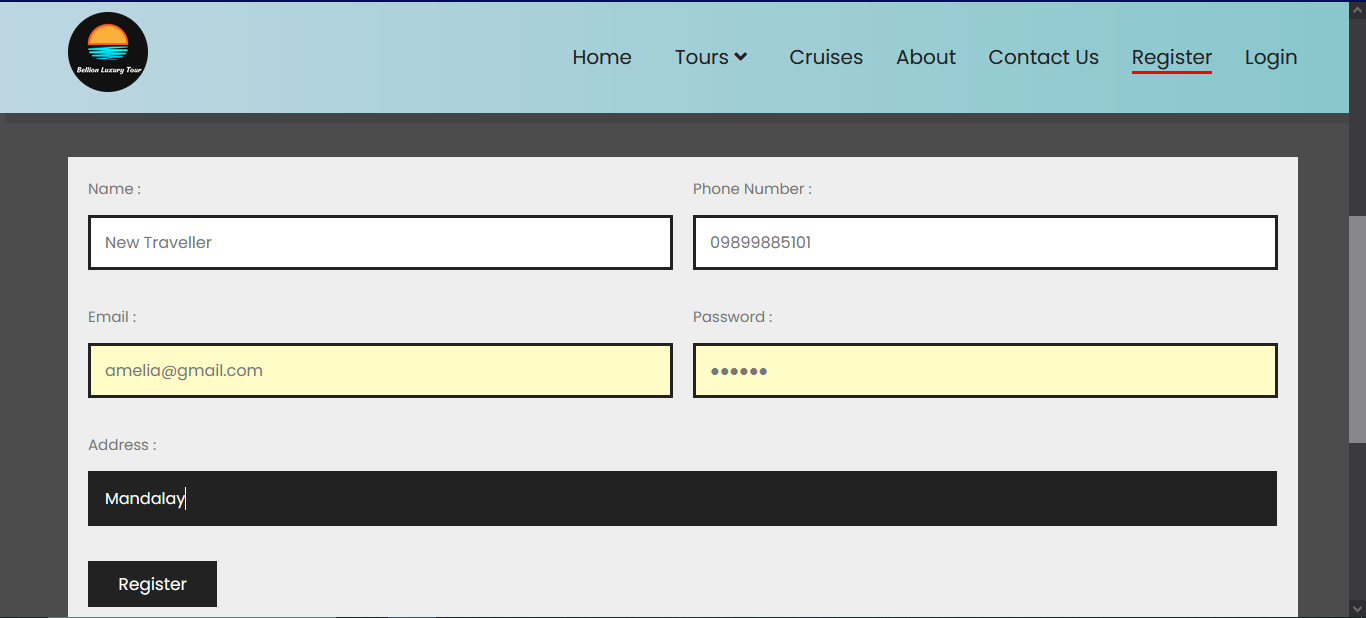 Bellion Luxury Tour
Home Tours Cruises About Contact Us Register Login
Name : Phone Number :
New Traveller 09899885101
Email : Password :
amelia@gmail.com ●●●●●●
Address :
Mandalay
Register